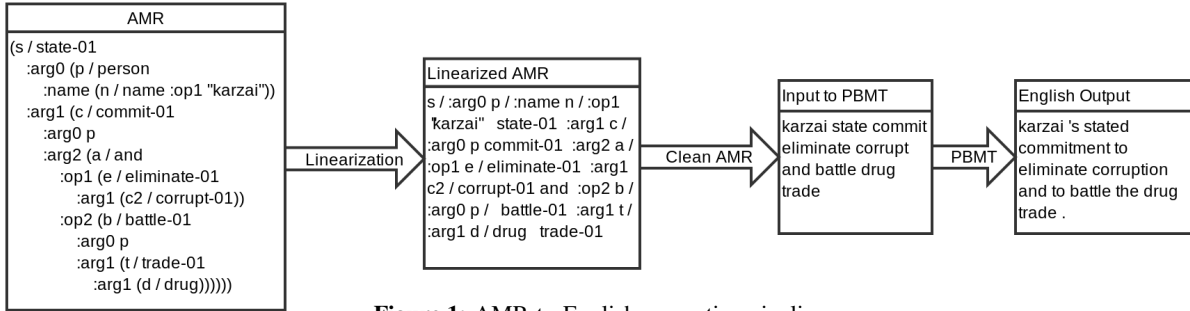 AMR
(s / state-01
:arg0 (p / person
:name (n / name :op1 "karzai"))
:arg1 (c / commit-01
:arg0 p
:arg2 (a / and
:op1 (e / eliminate-01
:arg1 (c2 / corrupt-01))
:op2 (b / battle-01
:arg0 p
:arg1 (t / trade-01
:arg1 (d / drug))))))
Linearization
Linearized AMR
s / :arg0 p / :name n / :op1
"karzai" state-01 :arg1 c /
:arg0 p commit-01 :arg2 a /
:op1 e / eliminate-01 :arg1
c2 / corrupt-01 and :op2 b /
:arg0 p / battle-01 :arg1 t /
:arg1 d / drug trade-01
Clean AMR
Input to PBMT
karzai state commit
eliminate corrupt
and battle drug
trade
PBMT
English Output
karzai 's stated
commitment to
eliminate corruption
and to battle the drug
trade .